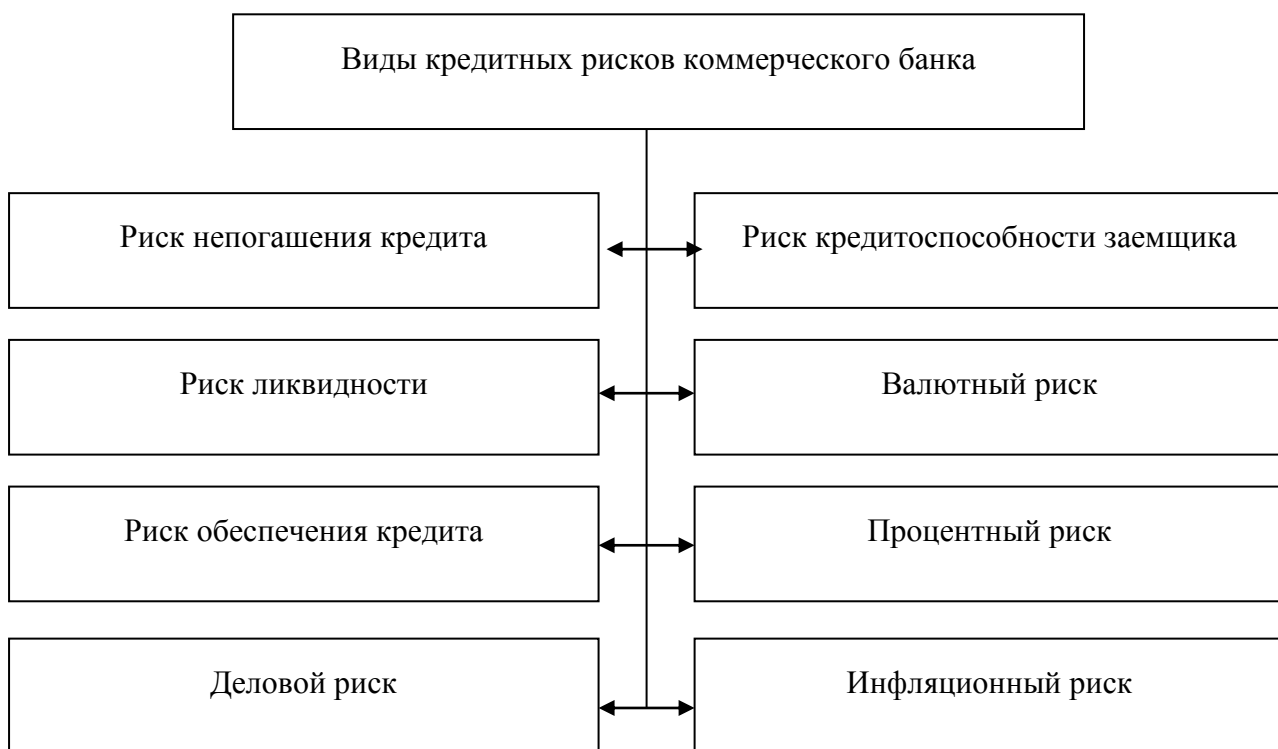 Виды кредитных рисков коммерческого банка
Риск непогашения кредита
Риск кредитоспособности заемщика
Риск ликвидности
Валютный риск
Риск обеспечения кредита
Процентный риск
Деловой риск
Инфляционный риск